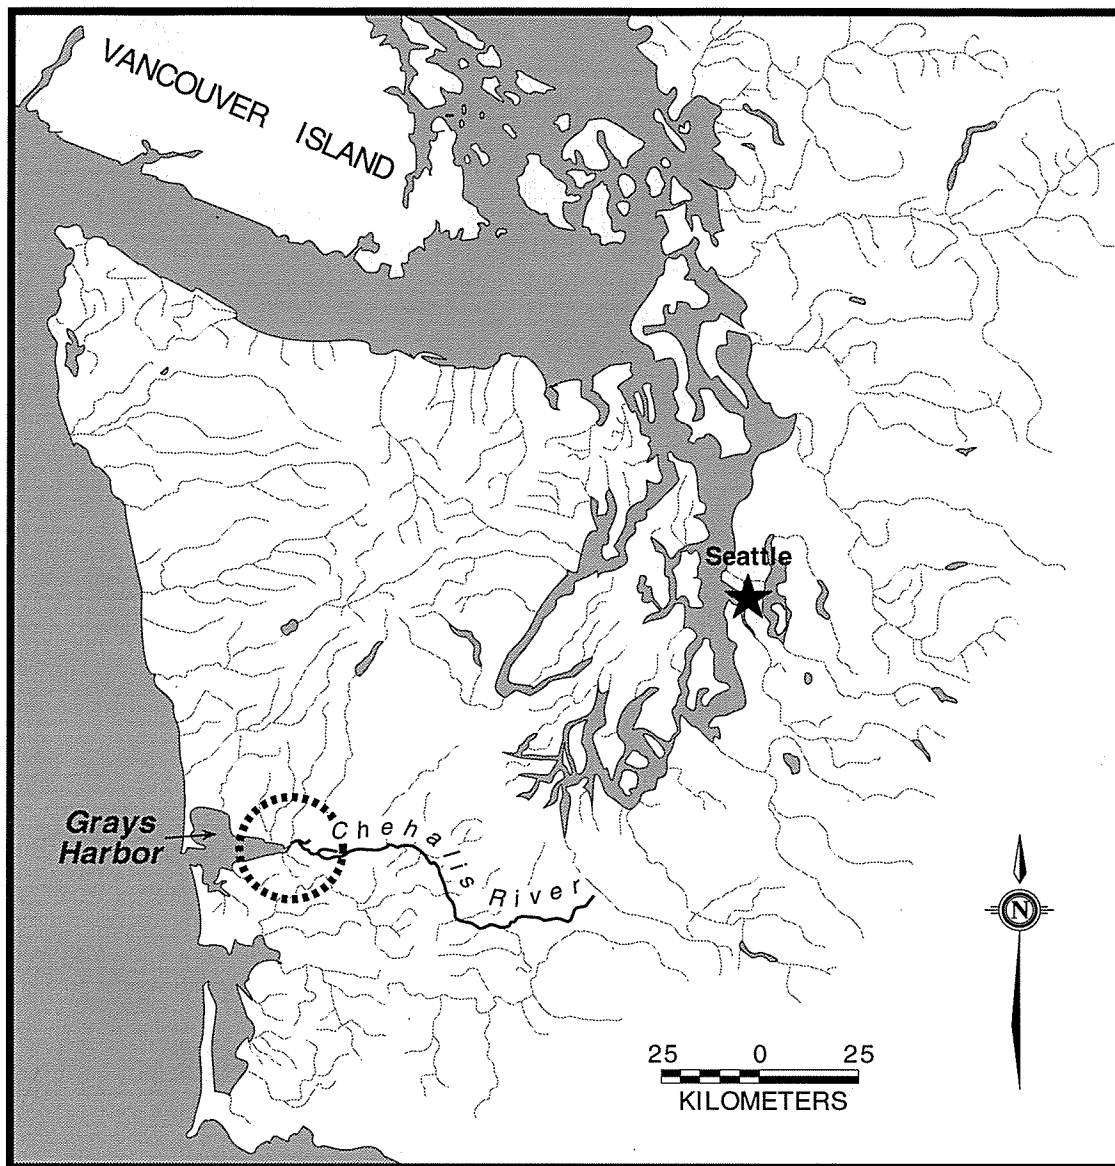 VANCOUVER ISLAND
Seattle
Grays
Harbor
Chehalis River
N
25 0 25
KILOMETERS